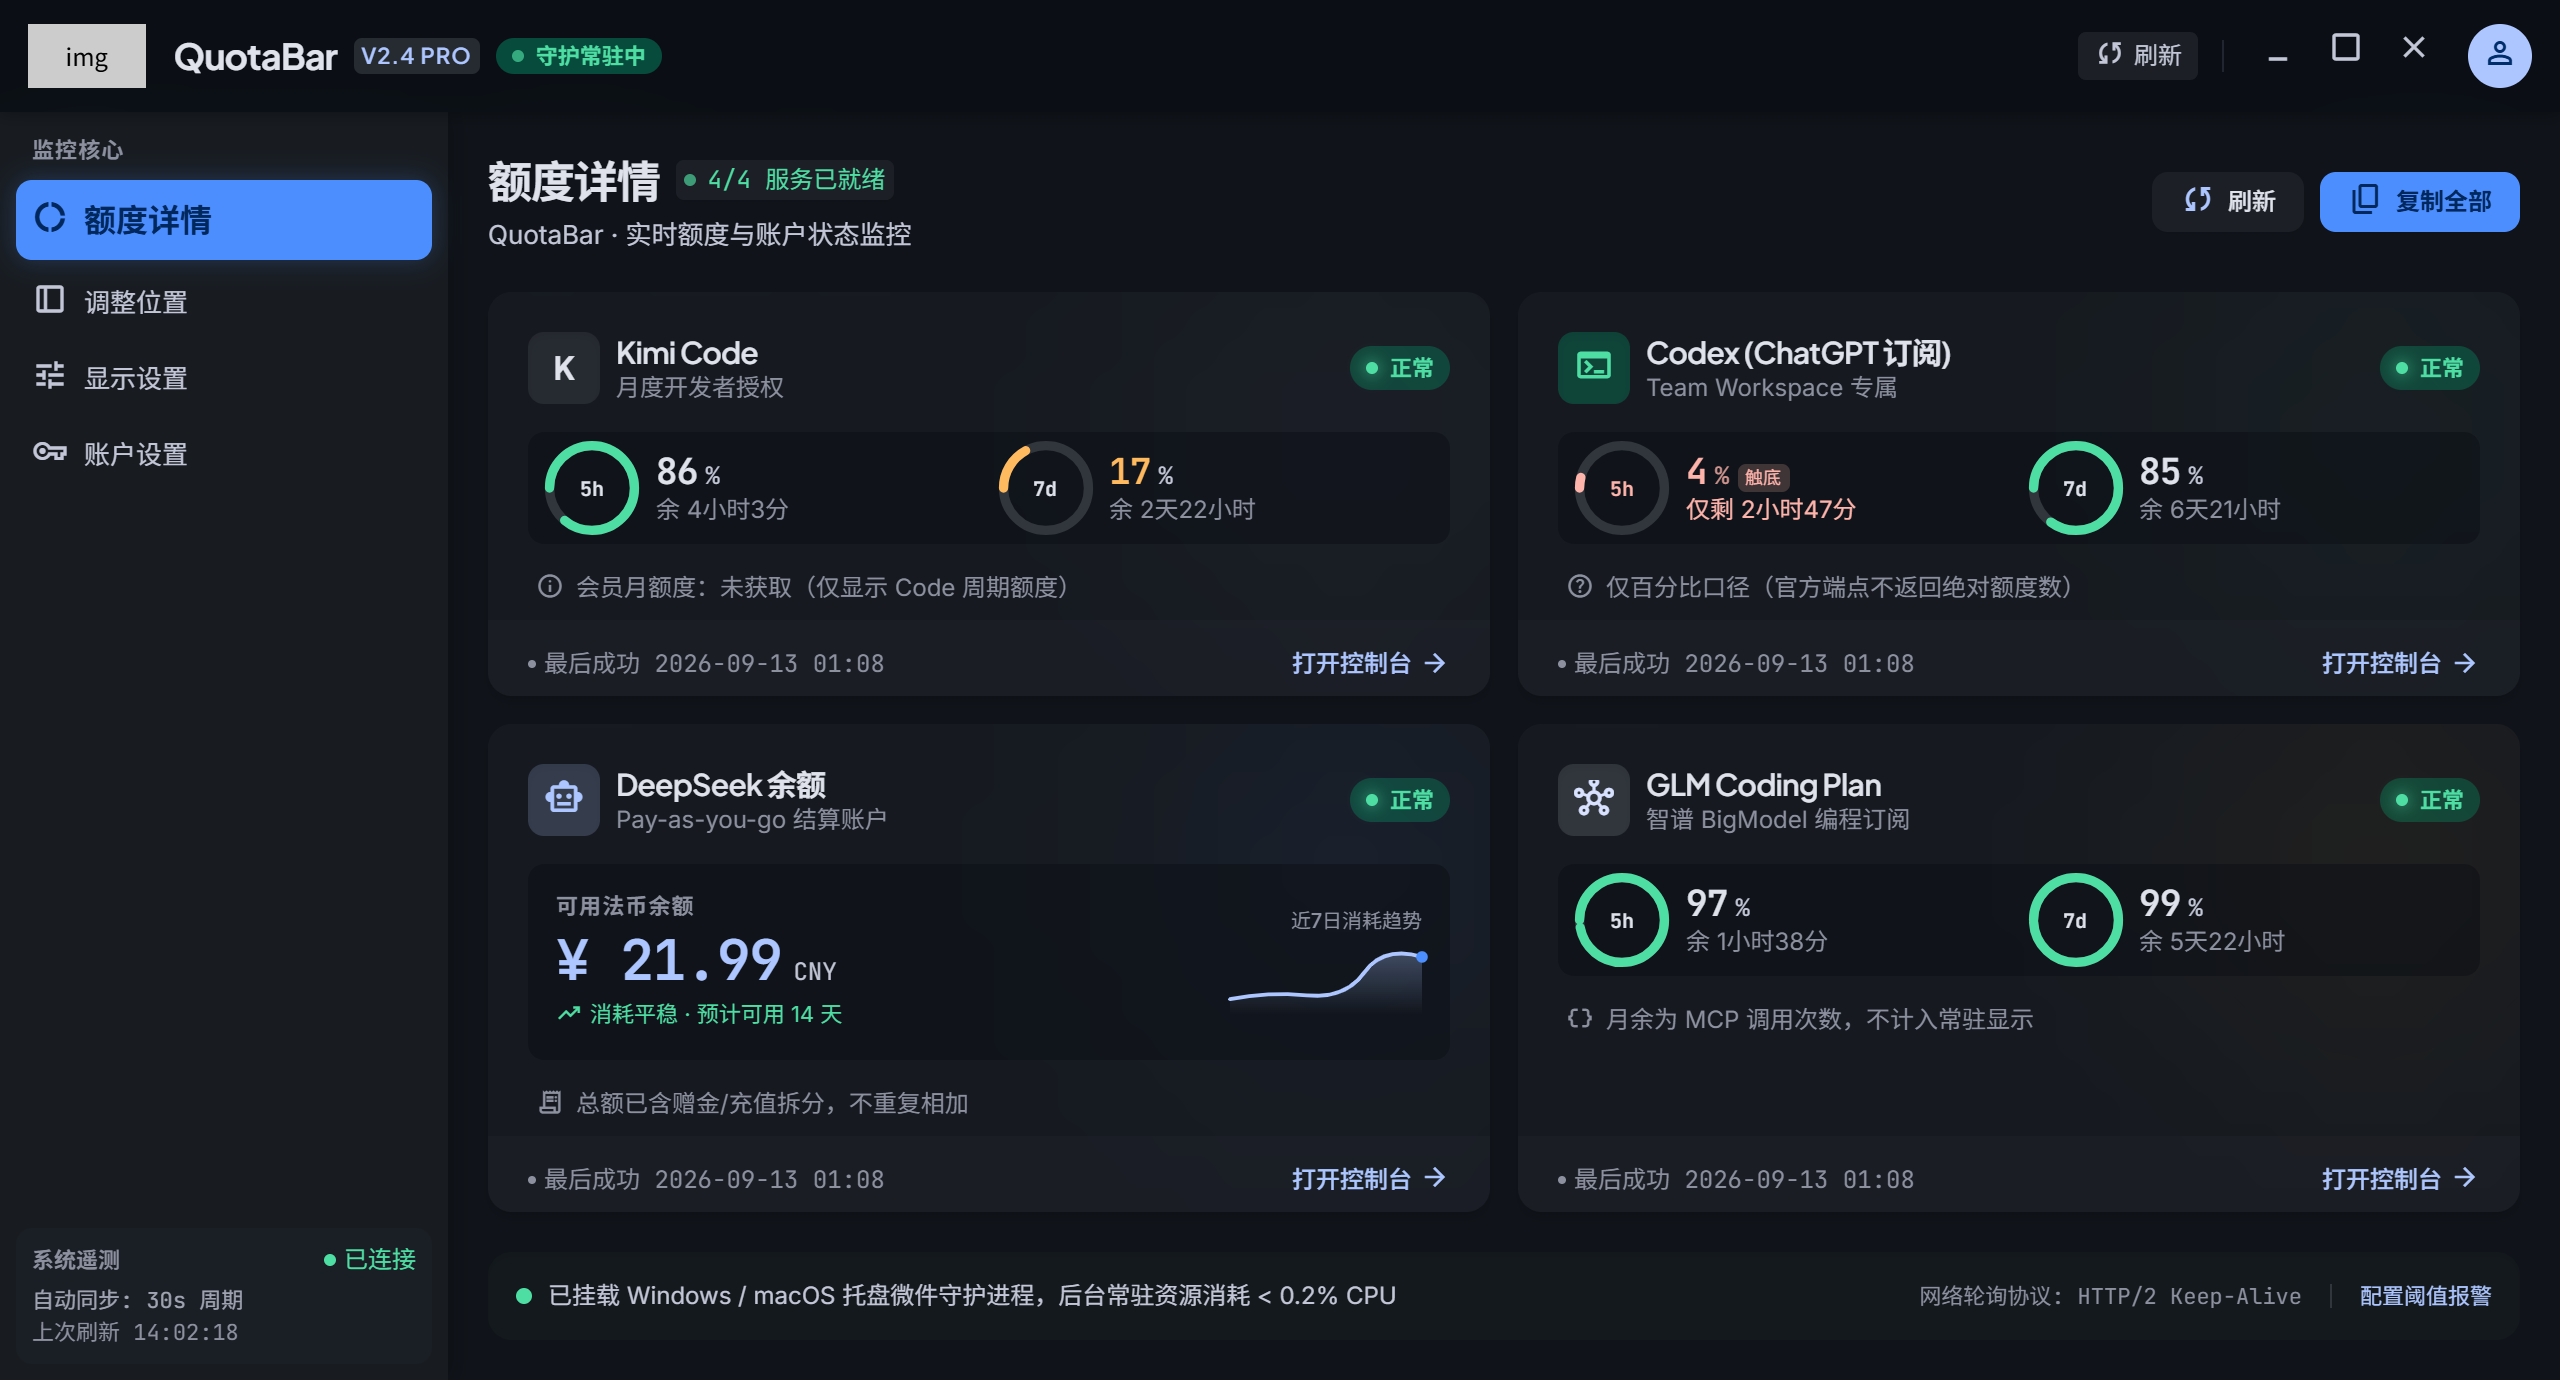 img
QuotaBar
V2.4 PRO
守护常驻中
刷新
监控核心
额度详情
调整位置
显示设置
账户设置
额度详情
4/4 服务已就绪
QuotaBar · 实时额度与账户状态监控
刷新
复制全部
K
Kimi Code
月度开发者授权
正常
5h
86 %
余 4小时3分
7d
17 %
余 2天22小时
会员月额度：未获取（仅显示 Code 周期额度）
最后成功 2026-09-13 01:08
打开控制台
Codex (ChatGPT 订阅)
Team Workspace 专属
正常
5h
4 % 触底
仅剩 2小时47分
7d
85 %
余 6天21小时
仅百分比口径（官方端点不返回绝对额度数）
最后成功 2026-09-13 01:08
打开控制台
DeepSeek 余额
Pay-as-you-go 结算账户
正常
可用法币余额
¥ 21.99 CNY
消耗平稳 · 预计可用 14 天
近7日消耗趋势
总额已含赠金/充值拆分，不重复相加
最后成功 2026-09-13 01:08
打开控制台
GLM Coding Plan
智谱 BigModel 编程订阅
正常
5h
97 %
余 1小时38分
7d
99 %
余 5天22小时
月余为 MCP 调用次数，不计入常驻显示
最后成功 2026-09-13 01:08
打开控制台
系统遥测
已连接
自动同步: 30s 周期
上次刷新 14:02:18
已挂载 Windows / macOS 托盘微件守护进程，后台常驻资源消耗 < 0.2% CPU
网络轮询协议: HTTP/2 Keep-Alive
配置阈值报警